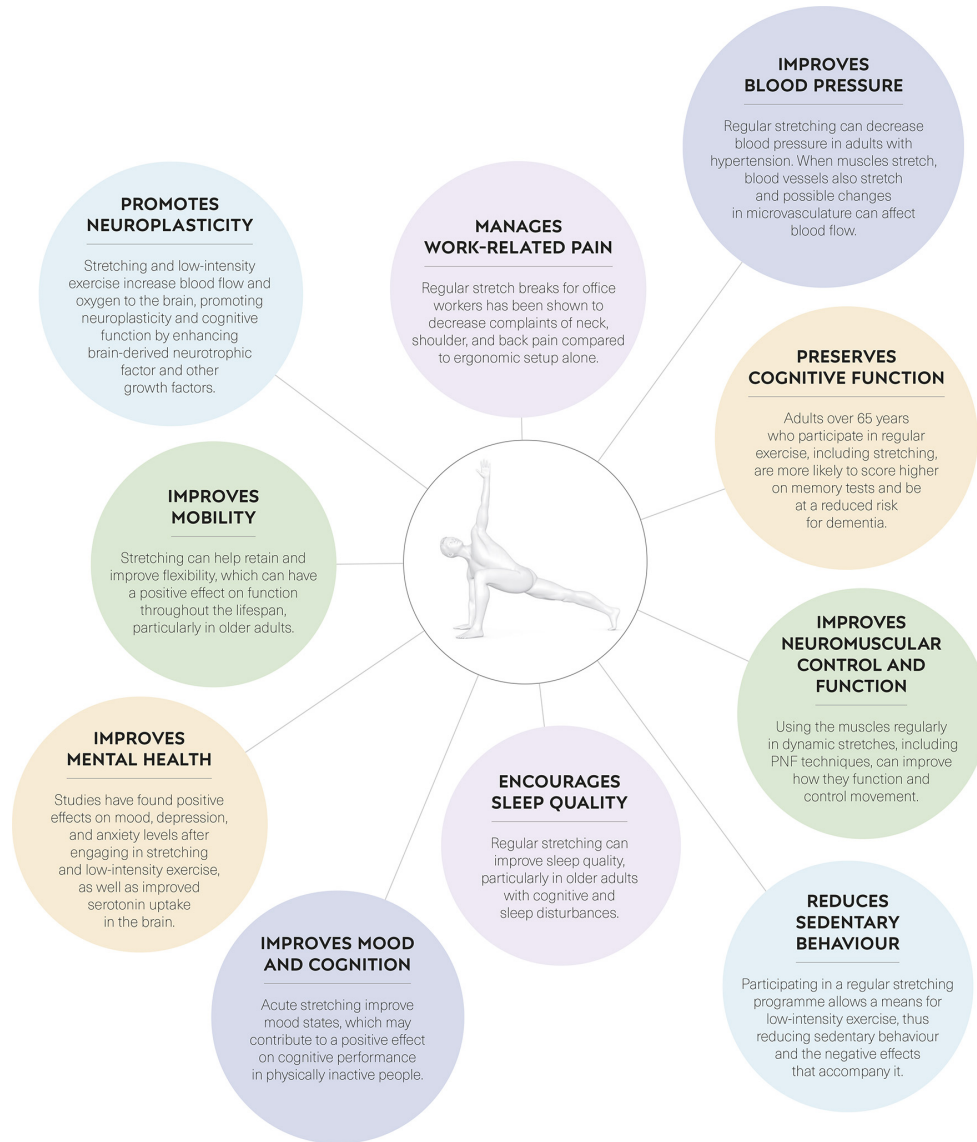 IMPROVES
BLOOD PRESSURE
Regular stretching can decrease
blood pressure in adults with
hypertension. When muscles stretch,
blood vessels also stretch
and possible changes
in microvasculature can affect
blood flow.
PROMOTES
NEUROPLASTICITY
Stretching and low-intensity
exercise increase blood flow and
oxygen to the brain, promoting
neuroplasticity and cognitive
function by enhancing
brain-derived neurotrophic
factor and other
growth factors.
MANAGES
WORK-RELATED PAIN
Regular stretch breaks for office
workers has been shown to
decrease complaints of neck,
shoulder, and back pain compared
to ergonomic setup alone.
PRESERVES
COGNITIVE FUNCTION
Adults over 65 years
who participate in regular
exercise, including stretching,
are more likely to score higher
on memory tests and be
at a reduced risk
for dementia.
IMPROVES
MOBILITY
Stretching can help retain and
improve flexibility, which can have
a positive effect on function
throughout the lifespan,
particularly in older adults.
IMPROVES
NEUROMUSCULAR
CONTROL AND
FUNCTION
Using the muscles regularly
in dynamic stretches, including
PNF techniques, can improve
how they function and
control movement.
IMPROVES
MENTAL HEALTH
Studies have found positive
effects on mood, depression,
and anxiety levels after
engaging in stretching
and low-intensity exercise,
as well as improved
serotonin uptake
in the brain.
ENCOURAGES
SLEEP QUALITY
Regular stretching can
improve sleep quality,
particularly in older adults
with cognitive and
sleep disturbances.
IMPROVES MOOD
AND COGNITION
Acute stretching improve
mood states, which may
contribute to a positive effect
on cognitive performance
in physically inactive people.
REDUCES
SEDENTARY
BEHAVIOUR
Participating in a regular stretching
programme allows a means for
low-intensity exercise, thus
reducing sedentary behaviour
and the negative effects
that accompany it.